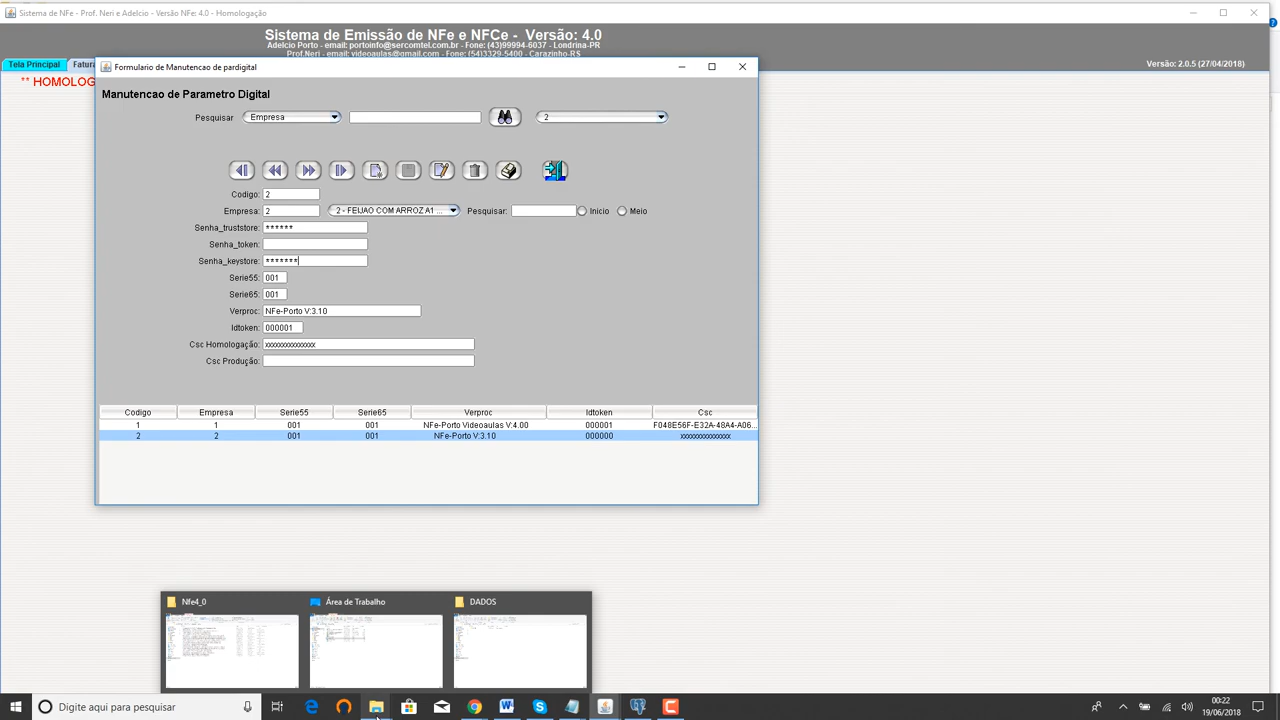 Sistema de NFe - Prof. Neri e Adelcio - Versão NFe: 4.0 - Homologação
Sistema de Emissão de NFe e NFCe - Versão: 4.0
Adelcio Porto - email: portoinfo@sercomtel.com.br - Fone: (43)99994-6037 - Londrina-PR
Prof.Neri - email: videoaulas@gmail.com - Fone: (54)3329-5400 - Carazinho-RS
Tela Principal Fatura
Versão: 2.0.5 (27/04/2018)
** HOMOLOG
Formulario de Manutencao de pardigital
Manutencao de Parametro Digital
Pesquisar Empresa 2
Codigo: 2
Empresa: 2 2 - FEIJAO COM ARROZ A1 ... Pesquisar: Inicio Meio
Senha_truststore: ******
Senha_token:
Senha_keystore: *******
Serie55: 001
Serie65: 001
Verproc: NFe-Porto V:3.10
Idtoken: 000001
Csc Homologação: xxxxxxxxxxxxxxx
Csc Produção:
Codigo Empresa Serie55 Serie65 Verproc Idtoken Csc
1 1 001 001 NFe-Porto Videoaulas V:4.00 000001 F048E56F-E32A-48A4-A06...
2 2 001 001 NFe-Porto V:3.10 000000 xxxxxxxxxxxxxxx
Nfe4_0 Área de Trabalho DADOS
Digite aqui para pesquisar
00:22
19/06/2018